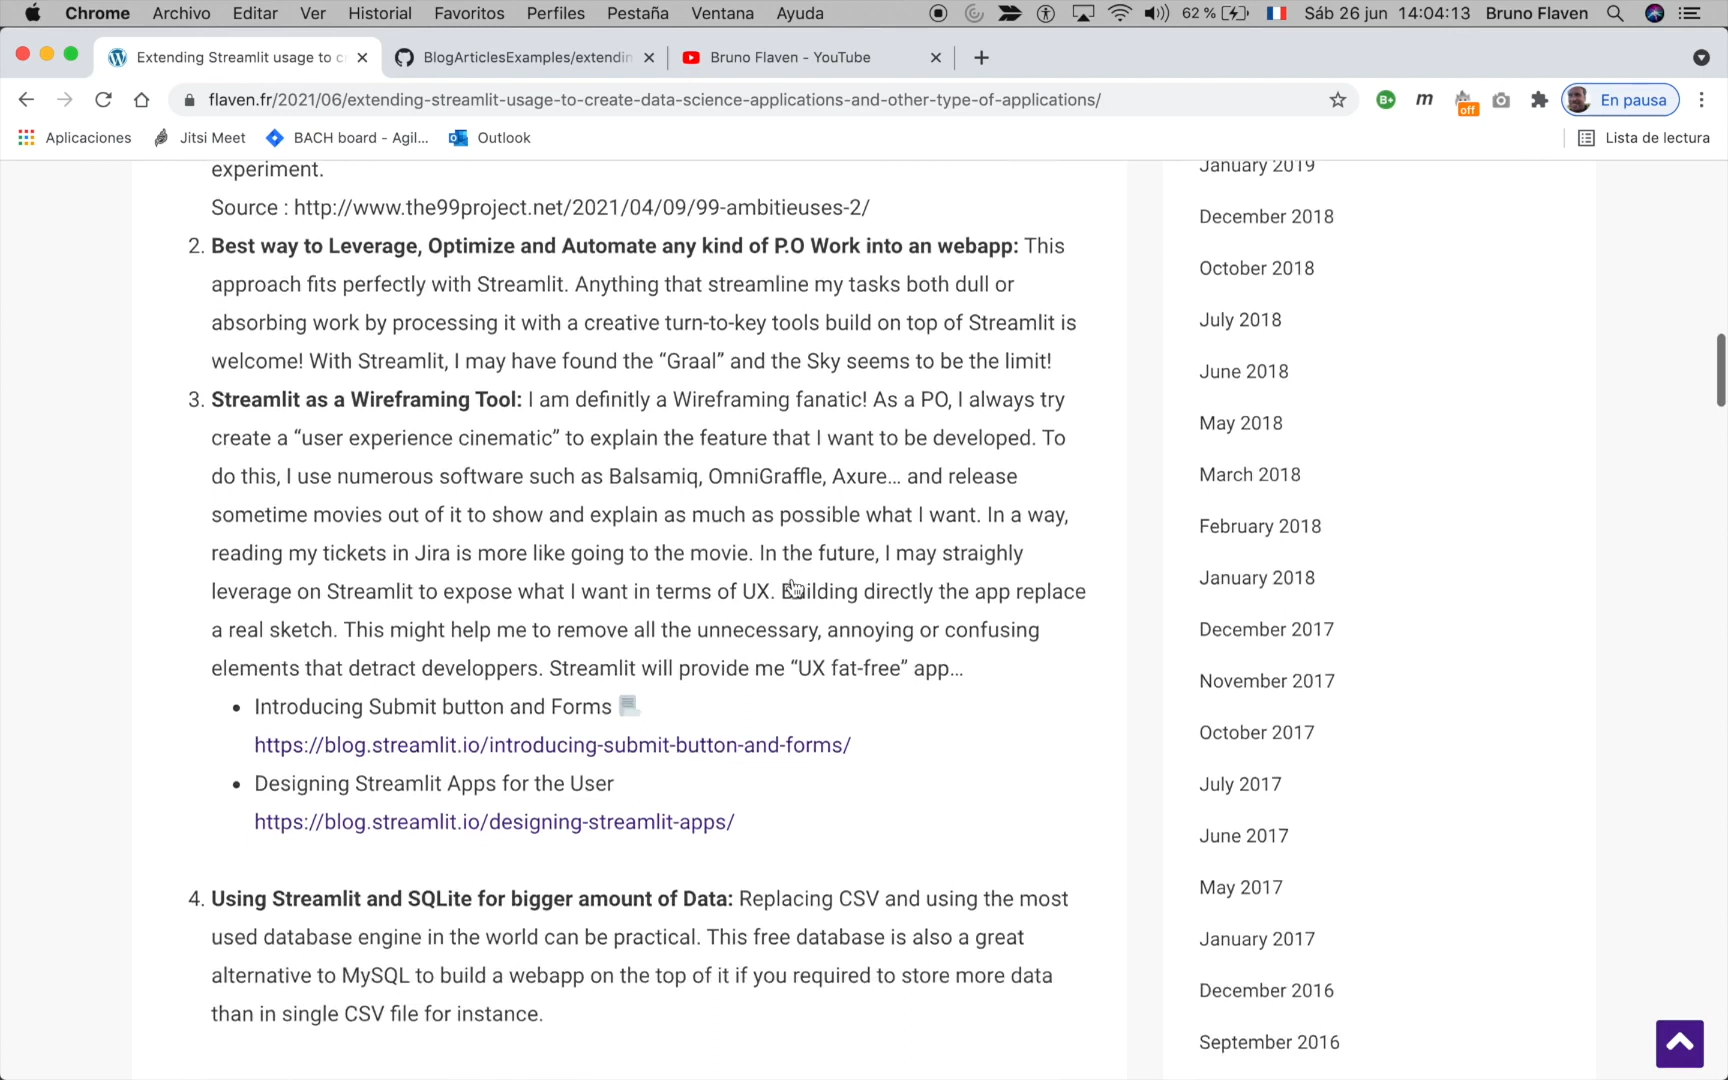 Chrome Archivo Editar Ver Historial Favoritos Perfiles Pestaña Ventana Ayuda 62 % Sáb 26 jun 14:04:13 Bruno Flaven
Extending Streamlit usage to c BlogArticlesExamples/extendin Bruno Flaven - YouTube
flaven.fr/2021/06/extending-streamlit-usage-to-create-data-science-applications-and-other-type-of-applications/ B+ m off En pausa
Aplicaciones Jitsi Meet BACH board - Agil... Outlook Lista de lectura
experiment.
Source : http://www.the99project.net/2021/04/09/99-ambitieuses-2/
2. Best way to Leverage, Optimize and Automate any kind of P.O Work into an webapp: This
approach fits perfectly with Streamlit. Anything that streamline my tasks both dull or
absorbing work by processing it with a creative turn-to-key tools build on top of Streamlit is
welcome! With Streamlit, I may have found the “Graal” and the Sky seems to be the limit!
3. Streamlit as a Wireframing Tool: I am definitly a Wireframing fanatic! As a PO, I always try
create a “user experience cinematic” to explain the feature that I want to be developed. To
do this, I use numerous software such as Balsamiq, OmniGraffle, Axure… and release
sometime movies out of it to show and explain as much as possible what I want. In a way,
reading my tickets in Jira is more like going to the movie. In the future, I may straighly
leverage on Streamlit to expose what I want in terms of UX. Building directly the app replace
a real sketch. This might help me to remove all the unnecessary, annoying or confusing
elements that detract developpers. Streamlit will provide me “UX fat-free” app…
• Introducing Submit button and Forms
https://blog.streamlit.io/introducing-submit-button-and-forms/
• Designing Streamlit Apps for the User
https://blog.streamlit.io/designing-streamlit-apps/
4. Using Streamlit and SQLite for bigger amount of Data: Replacing CSV and using the most
used database engine in the world can be practical. This free database is also a great
alternative to MySQL to build a webapp on the top of it if you required to store more data
than in single CSV file for instance.
January 2019
December 2018
October 2018
July 2018
June 2018
May 2018
March 2018
February 2018
January 2018
December 2017
November 2017
October 2017
July 2017
June 2017
May 2017
January 2017
December 2016
September 2016